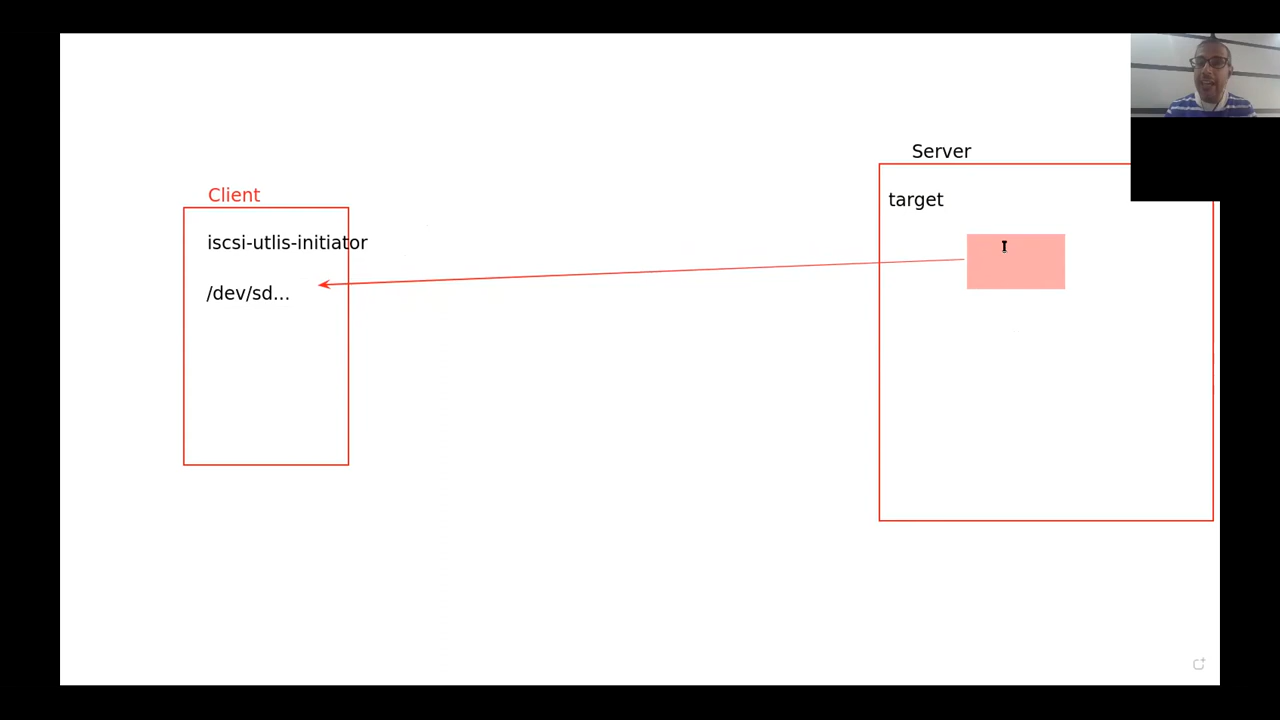 Server
Client
target
iscsi-utlis-initiator
/dev/sd...